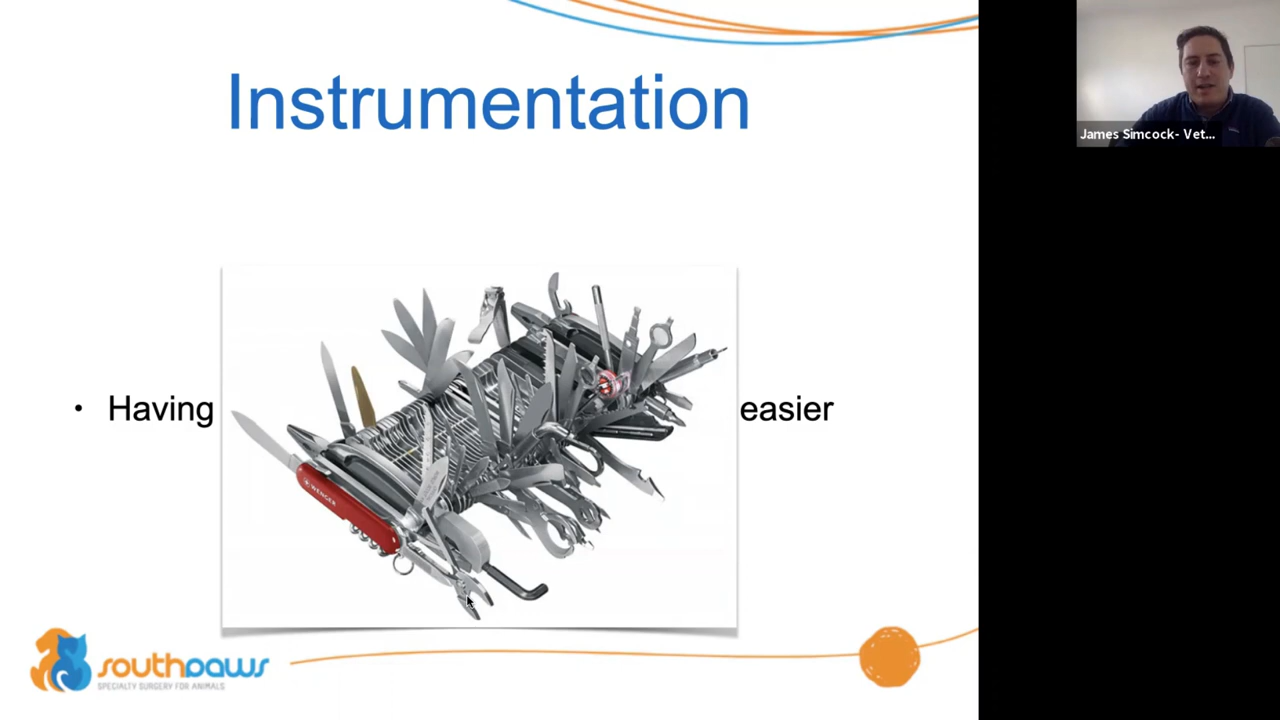 Instrumentation
James Simcock- Vet...
• Having easier
WENGER
southpaws
SPECIALTY SURGERY FOR ANIMALS